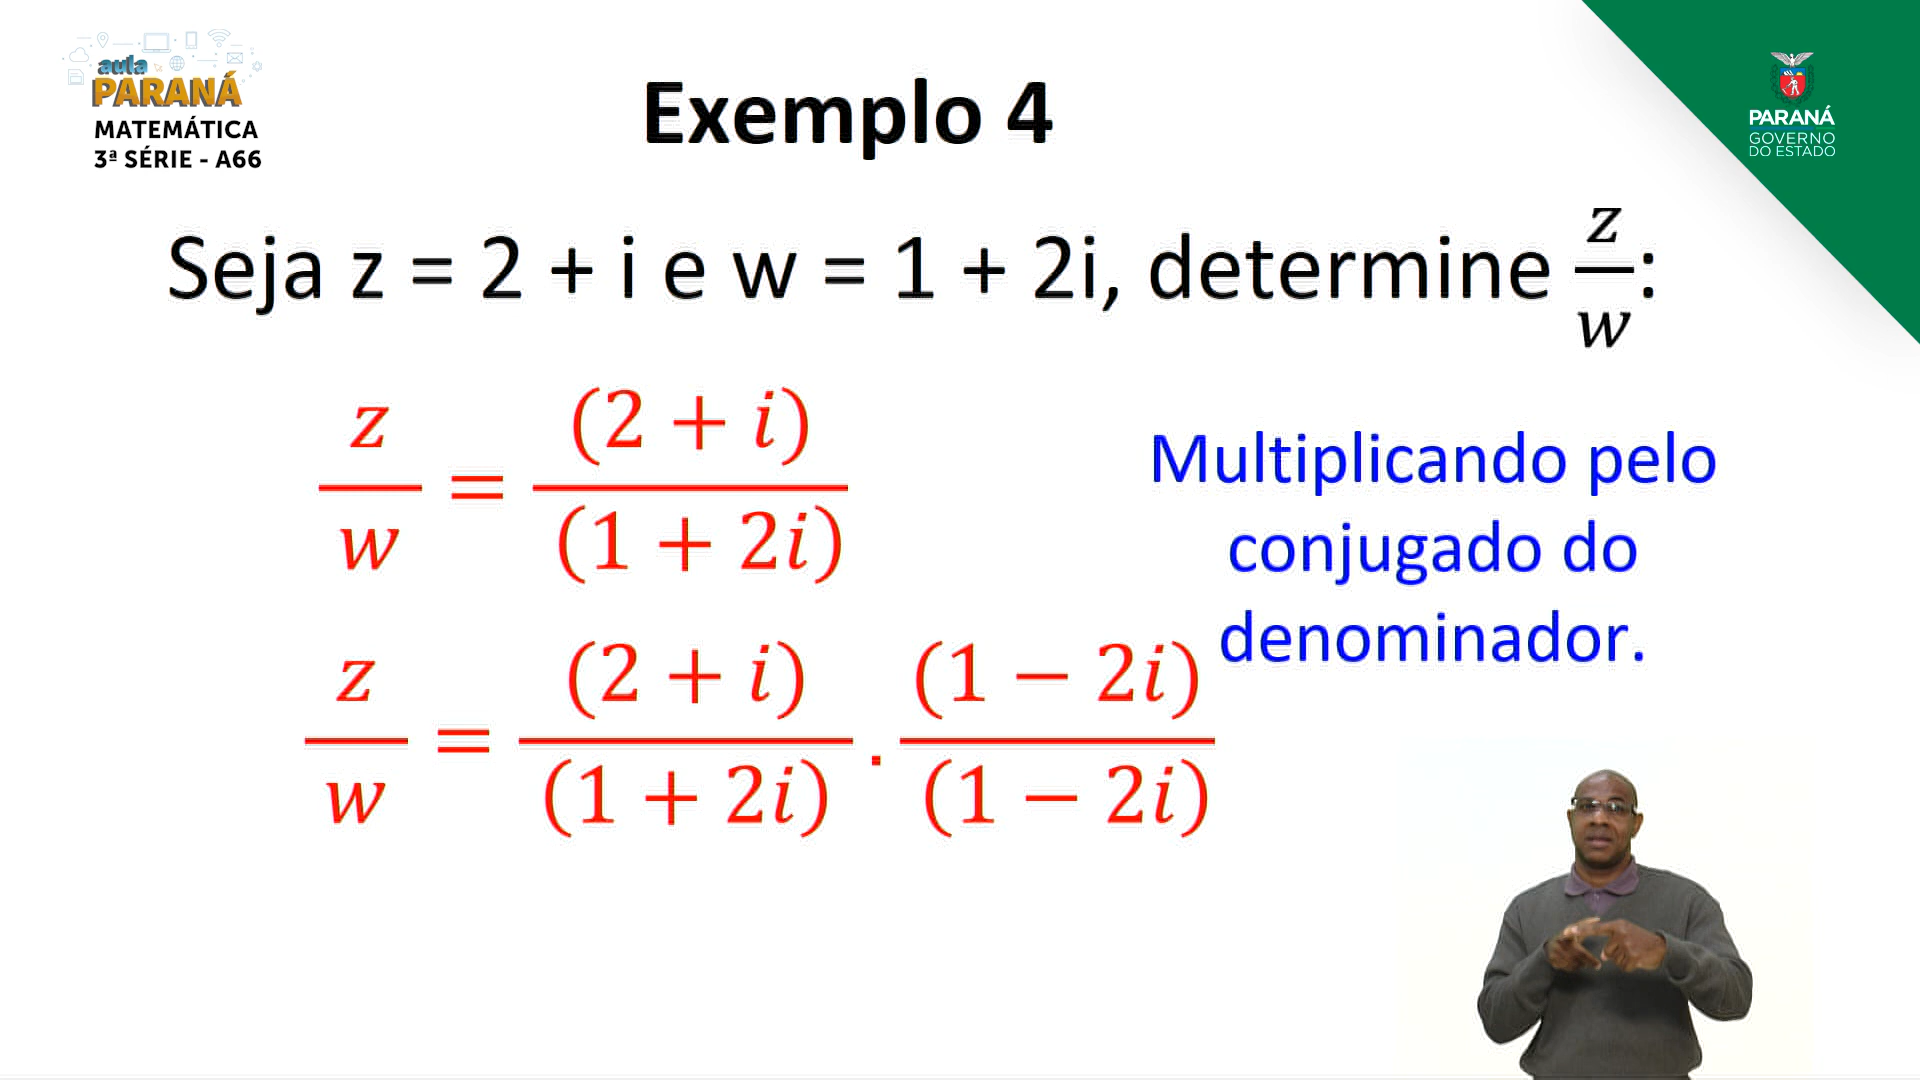 aula
PARANÁ
MATEMÁTICA
3ª SÉRIE - A66
PARANÁ
GOVERNO
DO ESTADO
Exemplo 4
Seja z = 2 + i e w = 1 + 2i, determine z/w:
z/w = (2 + i)/(1 + 2i)
Multiplicando pelo
conjugado do
denominador.
z/w = (2 + i)/(1 + 2i) . (1 − 2i)/(1 − 2i)